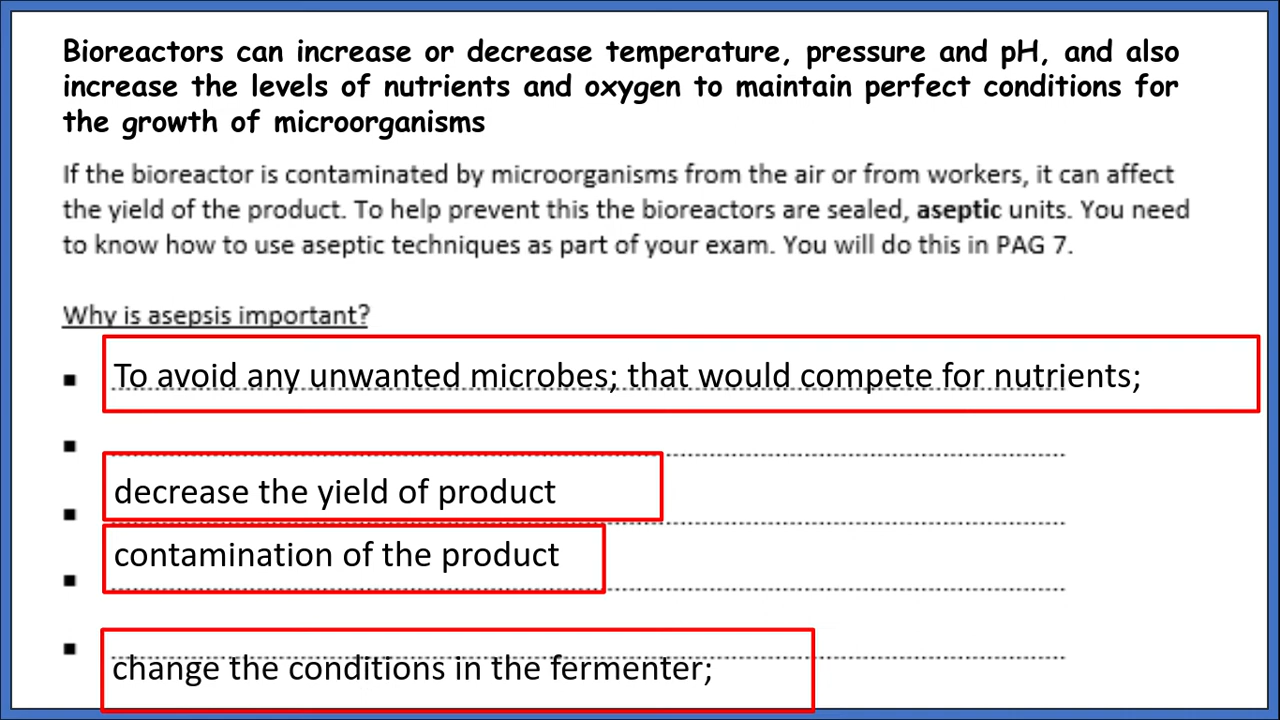 Bioreactors can increase or decrease temperature, pressure and pH, and also
increase the levels of nutrients and oxygen to maintain perfect conditions for
the growth of microorganisms
If the bioreactor is contaminated by microorganisms from the air or from workers, it can affect
the yield of the product. To help prevent this the bioreactors are sealed, aseptic units. You need
to know how to use aseptic techniques as part of your exam. You will do this in PAG 7.
Why is asepsis important?
To avoid any unwanted microbes; that would compete for nutrients;
decrease the yield of product
contamination of the product
change the conditions in the fermenter;